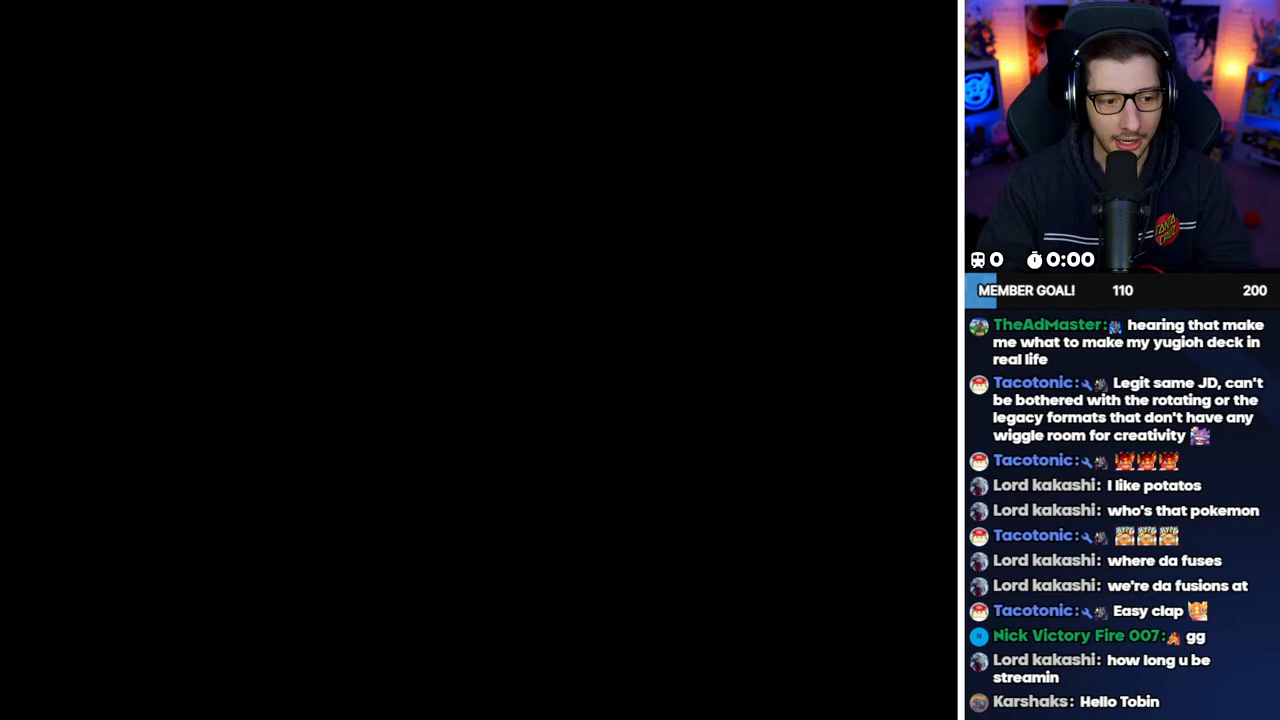 SANTA
CRUZ
0 0:00
MEMBER GOAL! 110 200
TheAdMaster: hearing that make
me what to make my yugioh deck in
real life
Tacotonic: Legit same JD, can't
be bothered with the rotating or the
legacy formats that don't have any
wiggle room for creativity
Tacotonic:
Lord kakashi: I like potatos
Lord kakashi: who's that pokemon
Tacotonic:
Lord kakashi: where da fuses
Lord kakashi: we're da fusions at
Tacotonic: Easy clap
Nick Victory Fire 007: gg
Lord kakashi: how long u be
streamin
Karshaks: Hello Tobin